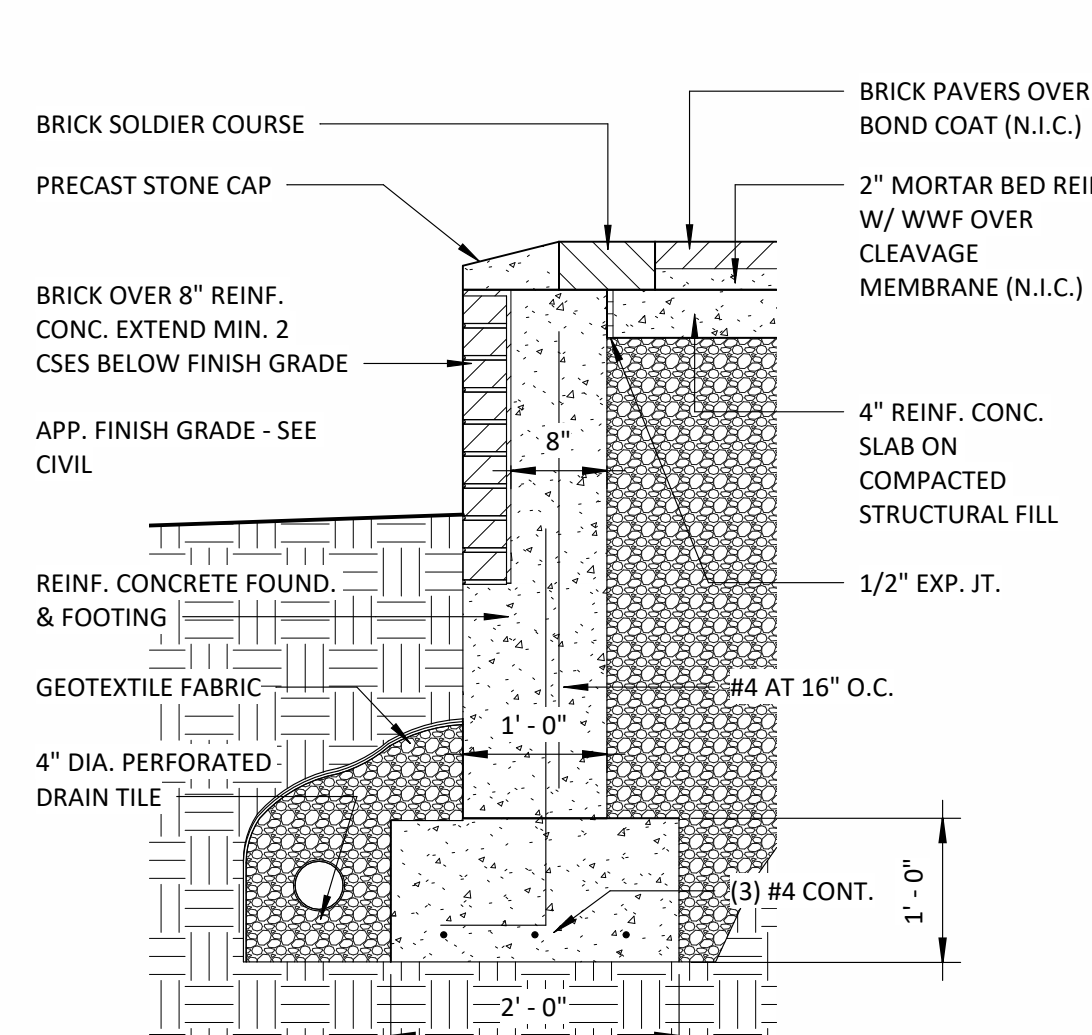 BRICK SOLDIER COURSE
PRECAST STONE CAP
BRICK OVER 8" REINF.
CONC. EXTEND MIN. 2
CSES BELOW FINISH GRADE
APP. FINISH GRADE - SEE
CIVIL
REINF. CONCRETE FOUND.
& FOOTING
GEOTEXTILE FABRIC
4" DIA. PERFORATED
DRAIN TILE
8"
1' - 0"
2' - 0"
BRICK PAVERS OVER
BOND COAT (N.I.C.)
2" MORTAR BED
W/ WWF OVER
CLEAVAGE
MEMBRANE (N.I.C.)
4" REINF. CONC.
SLAB ON
COMPACTED
STRUCTURAL FILL
1/2" EXP. JT.
#4 AT 16" O.C.
(3) #4 CONT.
1' - 0"